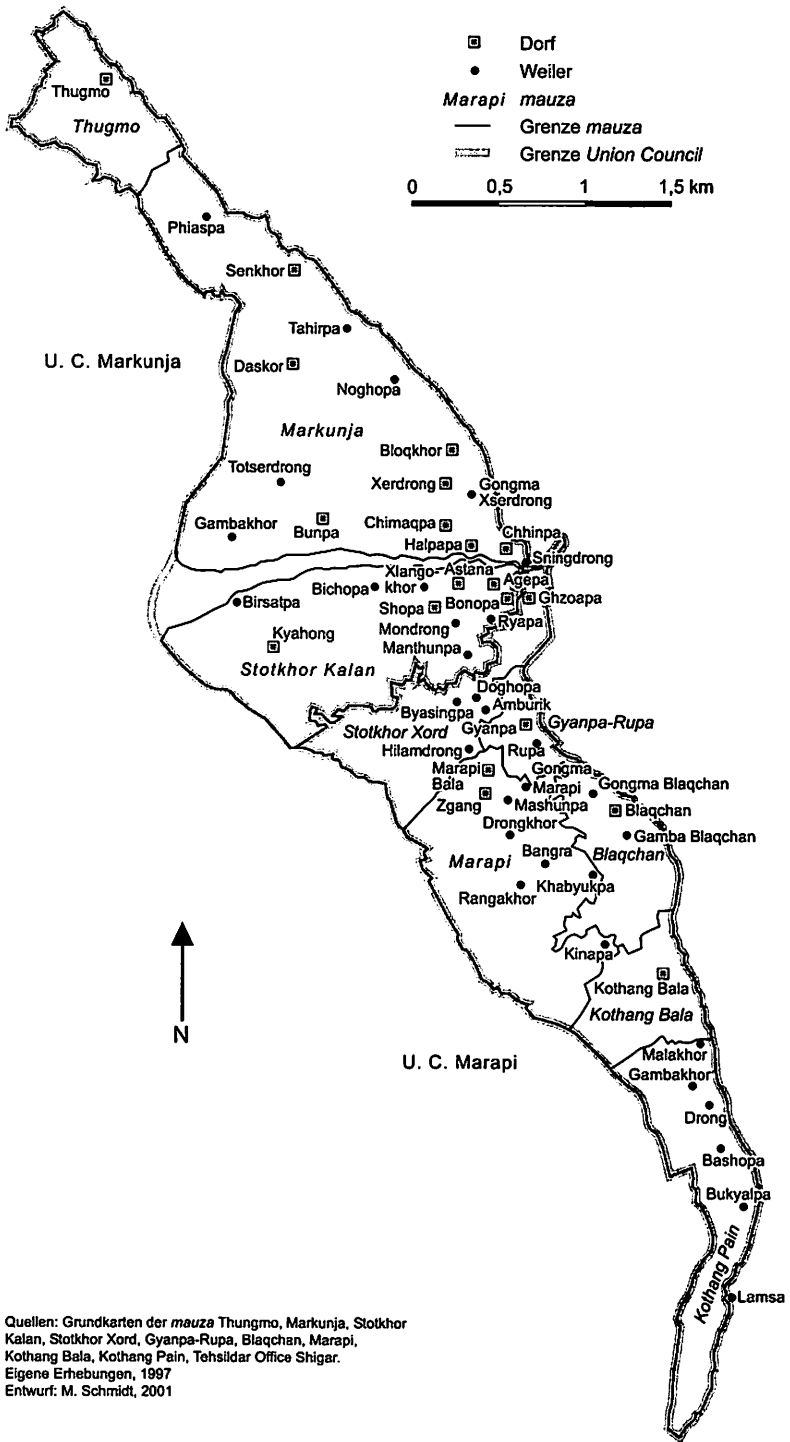 Dorf
Weiler
Marapi mauza
Grenze mauza
Grenze Union Council
0 0,5 1 1,5 km
Thugmo
Thugmo
Phiaspa
Senkhor
Tahirpa
U. C. Markunja
Daskor
Noghopa
Markunja
Bloqkhor
Totserdrong
Xerdrong
Gongma
Xserdrong
Gambakhor
Bunpa
Chimaqpa
Chhinpa
Halpapa
Sningdrong
Xlango-
khor
Astana
Agepa
Bichopa
Birsatpa
Shopa
Bonopa
Ghzoapa
Mondrong
Ryapa
Kyahong
Manthunpa
Stotkhor Kalan
Doghopa
Byasingpa
Amburik
Stotkhor Xord
Gyanpa
Gyanpa-Rupa
Hilamdrong
Rupa
Marapi
Bala
Gongma
Marapi
Gongma Blaqchan
Zgang
Mashunpa
Blaqchan
Drongkhor
Gamba Blaqchan
Marapi
Bangra
Blaqchan
Rangakhor
Khabyukpa
Kinapa
Kothang Bala
Kothang Bala
N
U. C. Marapi
Malakhor
Gambakhor
Drong
Bashopa
Bukyalpa
Kothang Pain
Lamsa
Quellen: Grundkarten der mauza Thungmo, Markunja, Stotkhor
Kalan, Stotkhor Xord, Gyanpa-Rupa, Blaqchan, Marapi,
Kothang Bala, Kothang Pain, Tehsildar Office Shigar.
Eigene Erhebungen, 1997
Entwurf: M. Schmidt, 2001